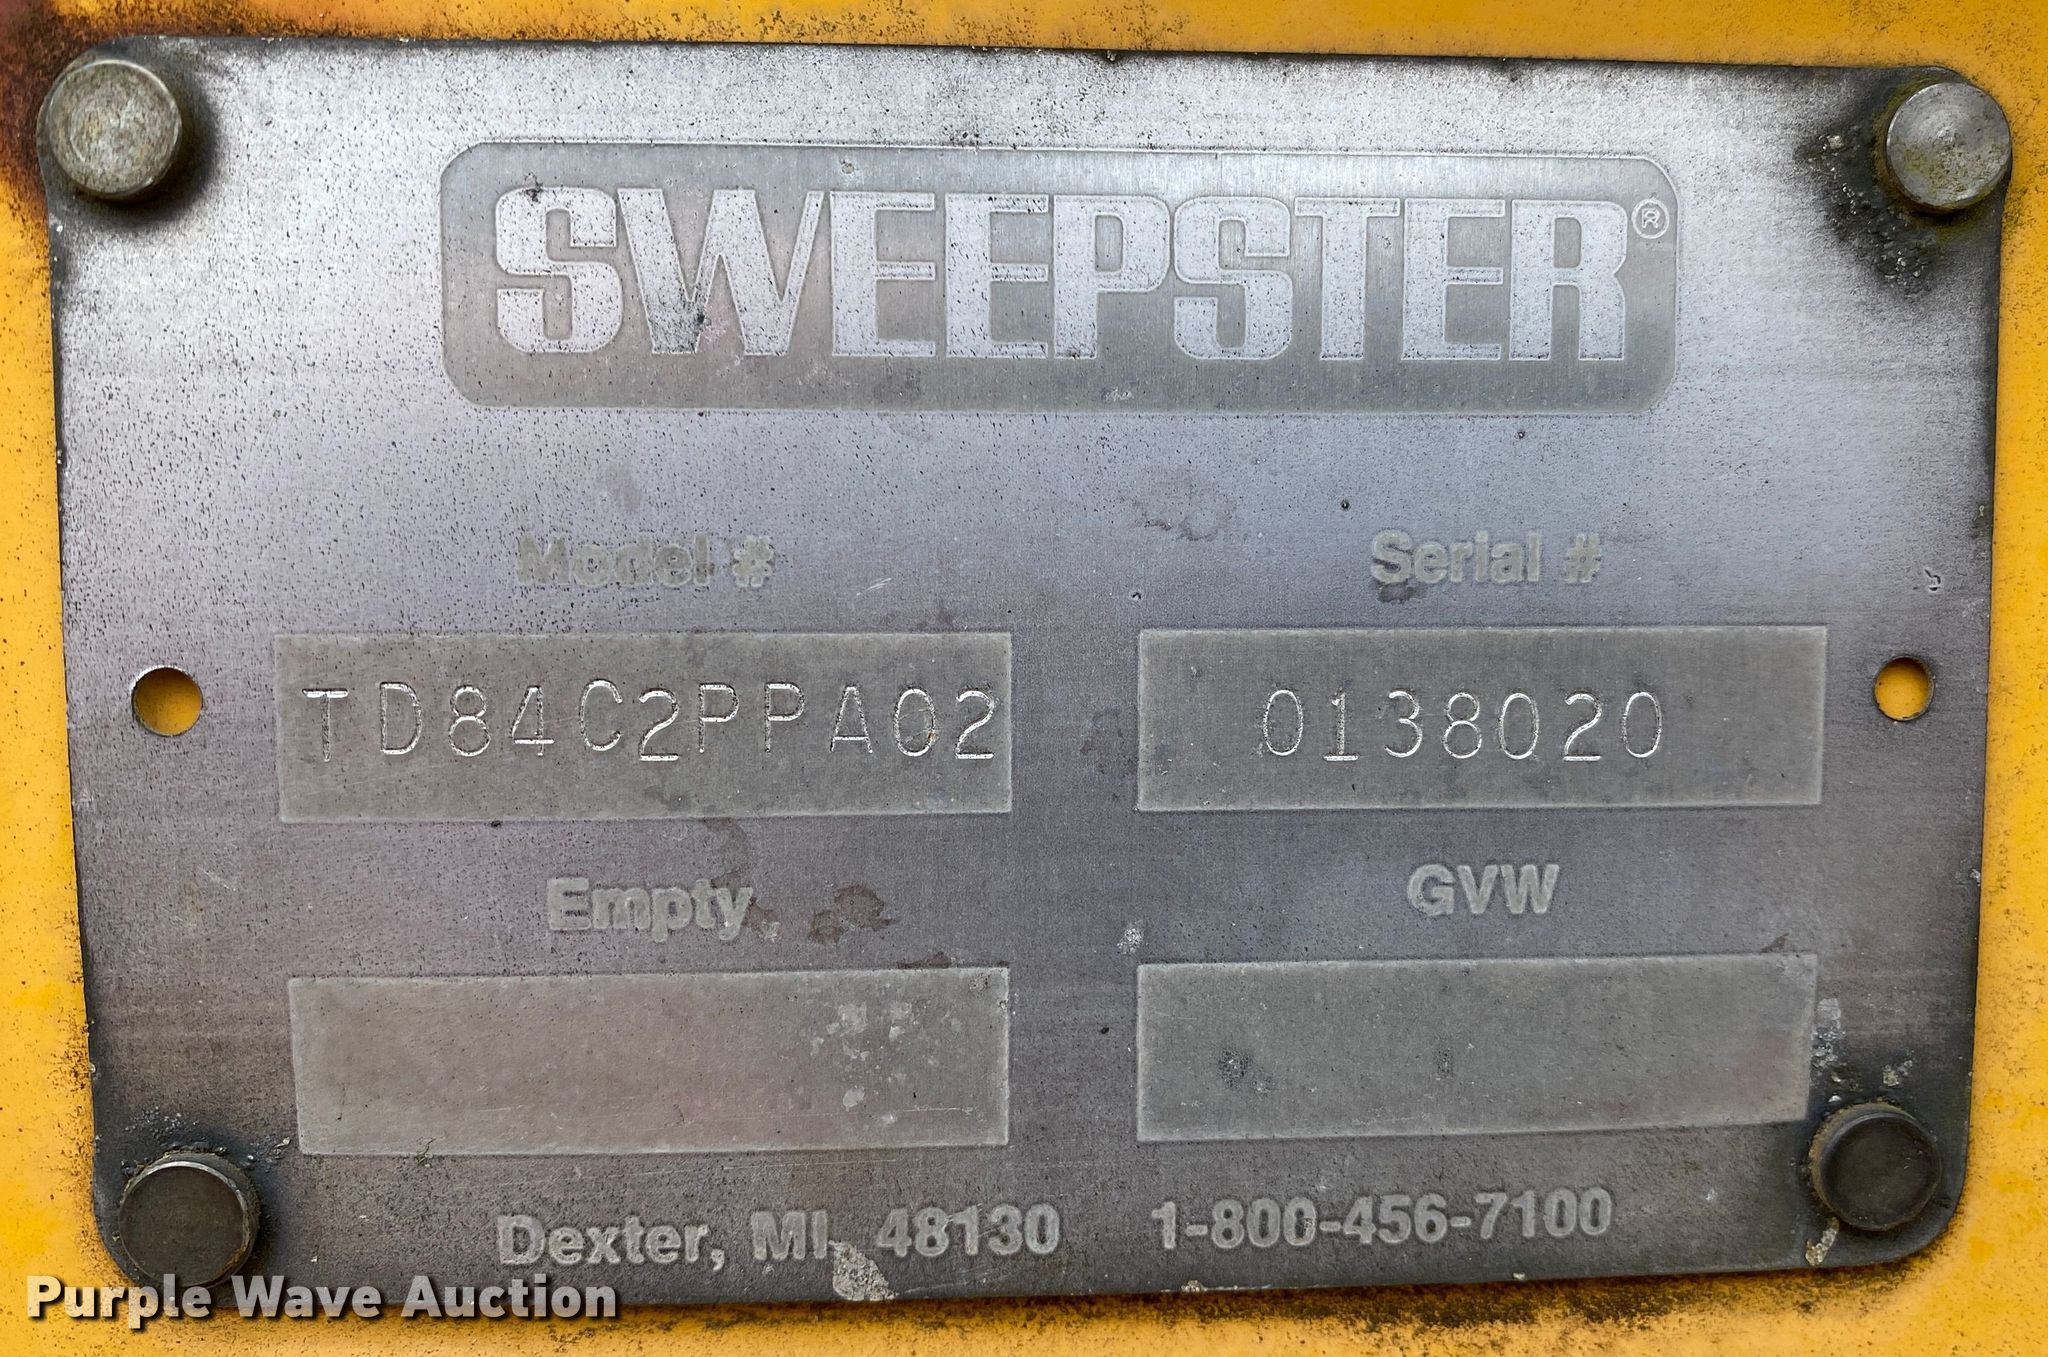 SWEEPSTER®
Model # Serial #
TD84C2PPA02 0138020
Empty GVW
Dexter, MI 48130 1-800-456-7100
Purple Wave Auction